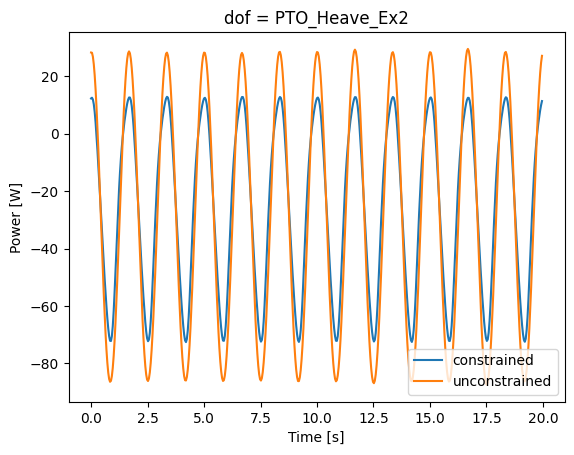 dof = PTO_Heave_Ex2
Power [W]
20
0
−20
−40
−60
−80
0.0 2.5 5.0 7.5 10.0 12.5 15.0 17.5 20.0
Time [s]
constrained
unconstrained